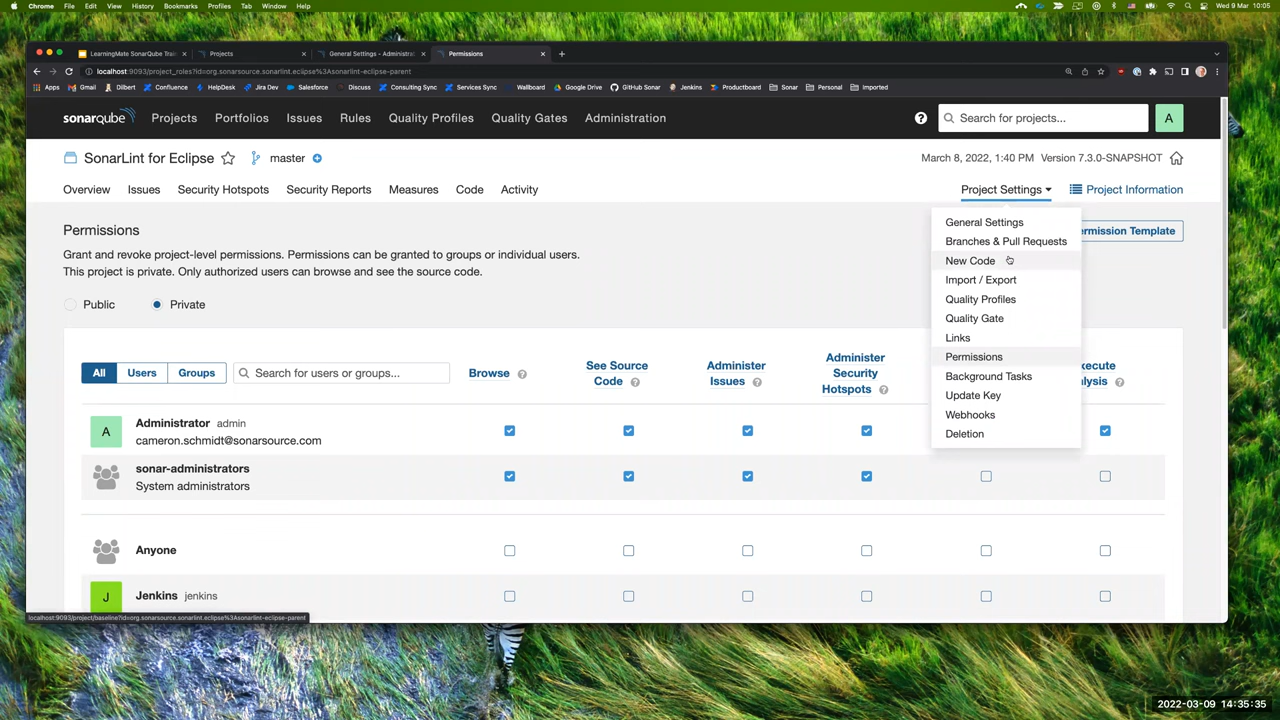 Chrome File Edit View History Bookmarks Profiles Tab Window Help
Wed 9 Mar 10:05
LearningMate SonarQube Train
Projects
General Settings - Administrat
Permissions
localhost:9093/project_roles?id=org.sonarsource.sonarlint.eclipse%3Asonarlint-eclipse-parent
Apps Gmail Dilbert Confluence HelpDesk Jira Dev Salesforce Discuss Consulting Sync Services Sync Wallboard Google Drive GitHub Sonar Jenkins Productboard Sonar Personal Imported
sonarqube Projects Portfolios Issues Rules Quality Profiles Quality Gates Administration
? Search for projects... A
SonarLint for Eclipse master
March 8, 2022, 1:40 PM Version 7.3.0-SNAPSHOT
Overview Issues Security Hotspots Security Reports Measures Code Activity
Project Settings Project Information
Permissions
Grant and revoke project-level permissions. Permissions can be granted to groups or individual users.
This project is private. Only authorized users can browse and see the source code.
Public Private
General Settings
Branches & Pull Requests
New Code
Import / Export
Quality Profiles
Quality Gate
Links
Permissions
Background Tasks
Update Key
Webhooks
Deletion
ermission Template
All Users Groups Search for users or groups...
Browse ?
See Source
Code ?
Administer
Issues ?
Administer
Security
Hotspots ?
xecute
alysis ?
A
Administrator admin
cameron.schmidt@sonarsource.com
sonar-administrators
System administrators
Anyone
J
Jenkins jenkins
localhost:9093/project/baseline?id=org.sonarsource.sonarlint.eclipse%3Asonarlint-eclipse-parent
2022-03-09 14:35:35